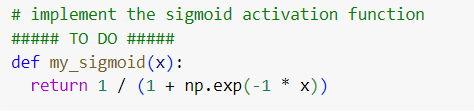 # implement the sigmoid activation function
##### TO DO #####
def my_sigmoid(x):
  return 1 / (1 + np.exp(-1 * x))